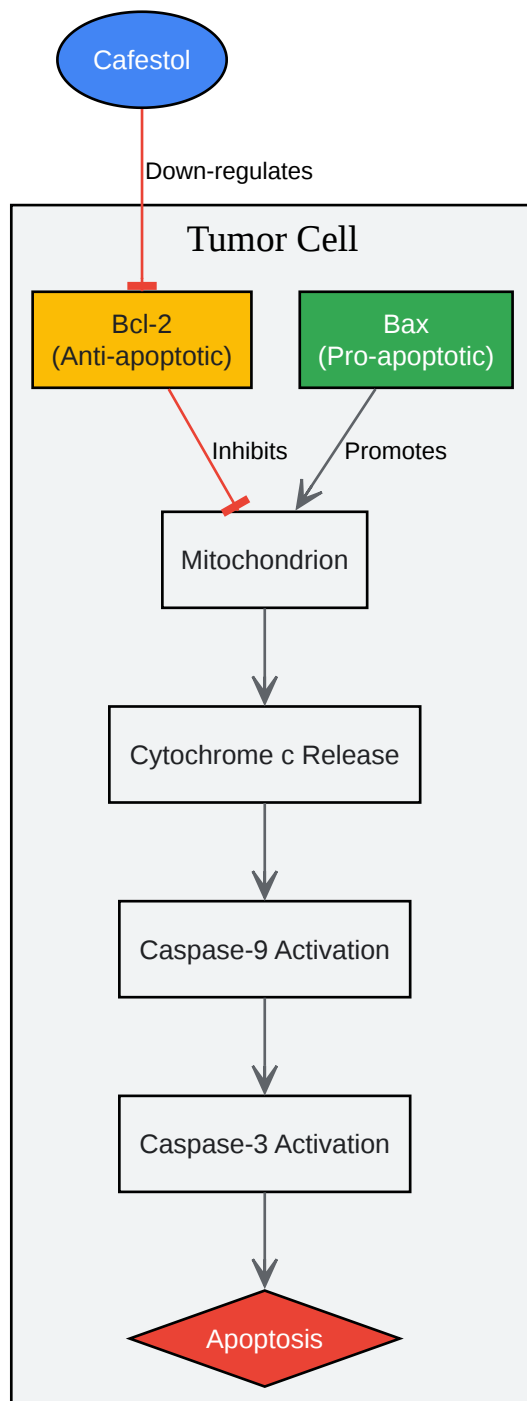 Cafestol
Down-regulates
Tumor Cell
Bcl-2
(Anti-apoptotic)
Bax
(Pro-apoptotic)
Inhibits
Promotes
Mitochondrion
Cytochrome c Release
Caspase-9 Activation
Caspase-3 Activation
Apoptosis